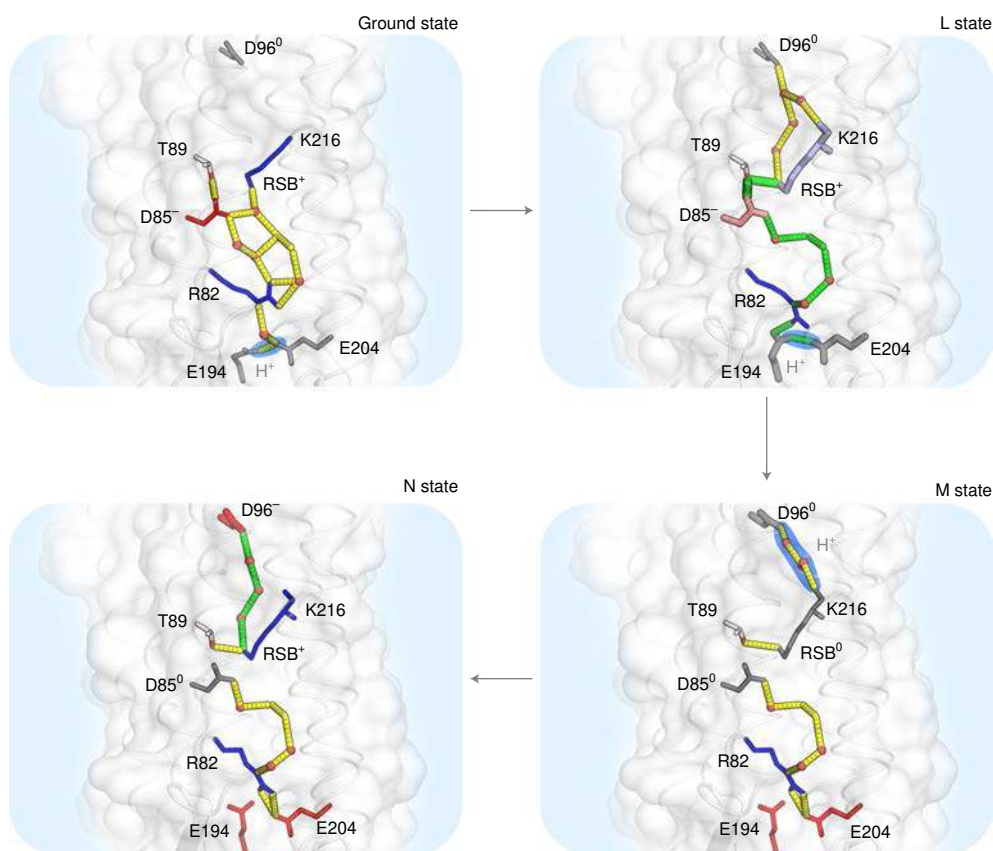 Ground state
D96⁰
K216
T89
RSB⁺
D85⁻
R82
E204
E194
H⁺
L state
D96⁰
K216
T89
RSB⁺
D85⁻
R82
E204
E194
H⁺
N state
D96⁻
K216
T89
RSB⁺
D85⁰
R82
E194
E204
M state
D96⁰
H⁺
K216
T89
RSB⁰
D85⁰
R82
E194
E204